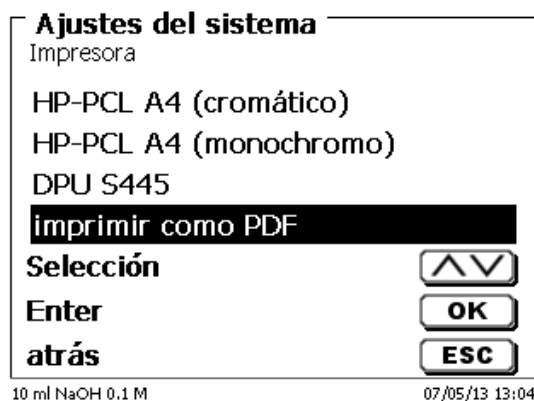 Ajustes del sistema
Impresora
HP-PCL A4 (cromático)
HP-PCL A4 (monochromo)
DPU S445
imprimir como PDF
Selección
Enter OK
atrás ESC
10 ml NaOH 0.1 M 07/05/13 13:04